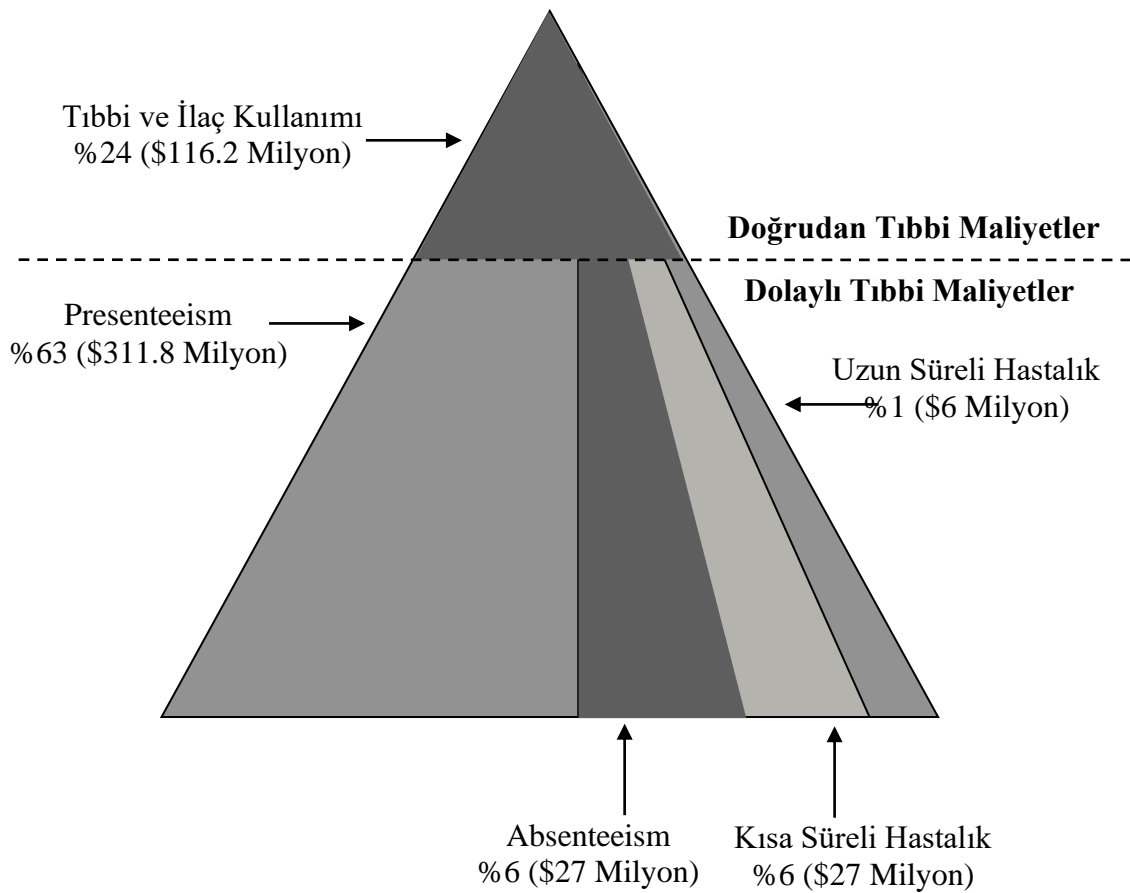 Tıbbi ve İlaç Kullanımı
%24 ($116.2 Milyon)
Doğrudan Tıbbi Maliyetler
Dolaylı Tıbbi Maliyetler
Presenteeism
%63 ($311.8 Milyon)
Uzun Süreli Hastalık
%1 ($6 Milyon)
Absenteeism
%6 ($27 Milyon)
Kısa Süreli Hastalık
%6 ($27 Milyon)